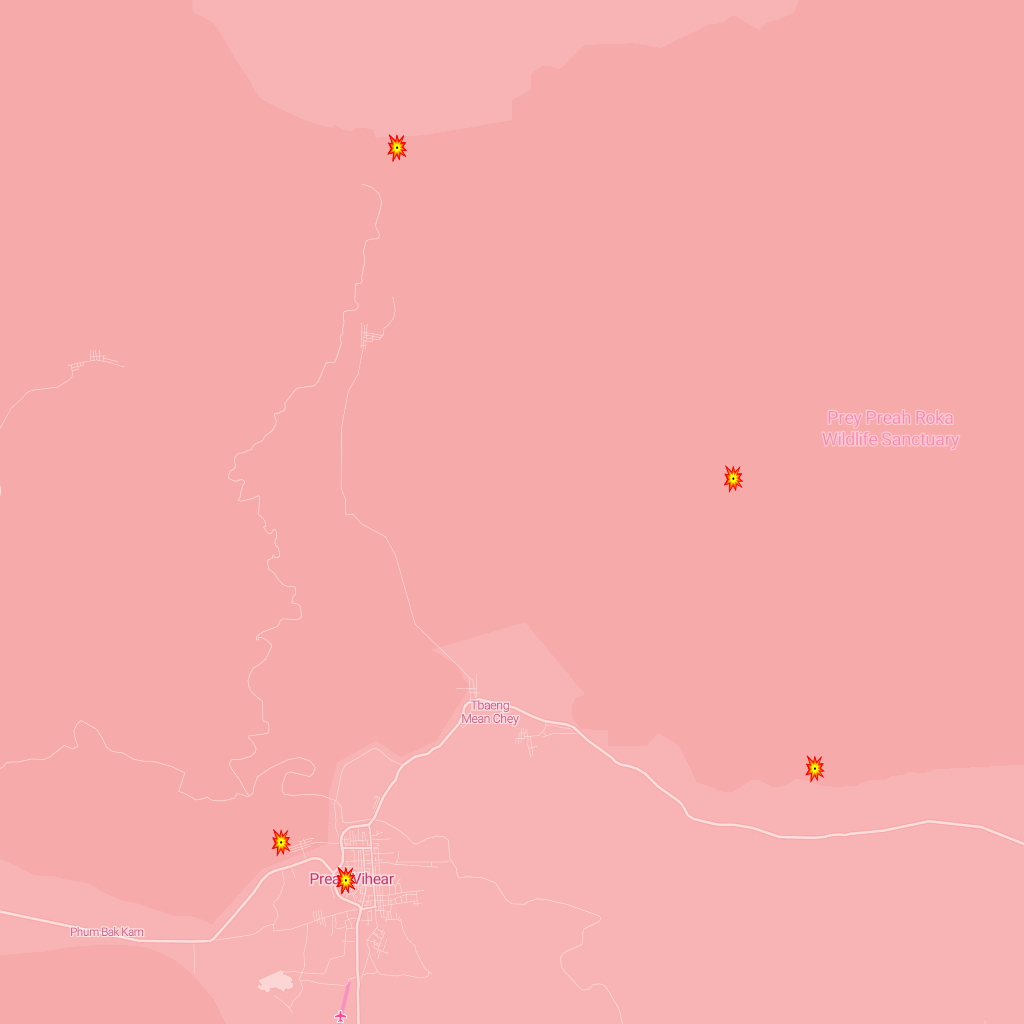 Prey Preah Roka
Wildlife Sanctuary
Tbaeng
Mean Chey
Preah Vihear
Phum Bak Kam